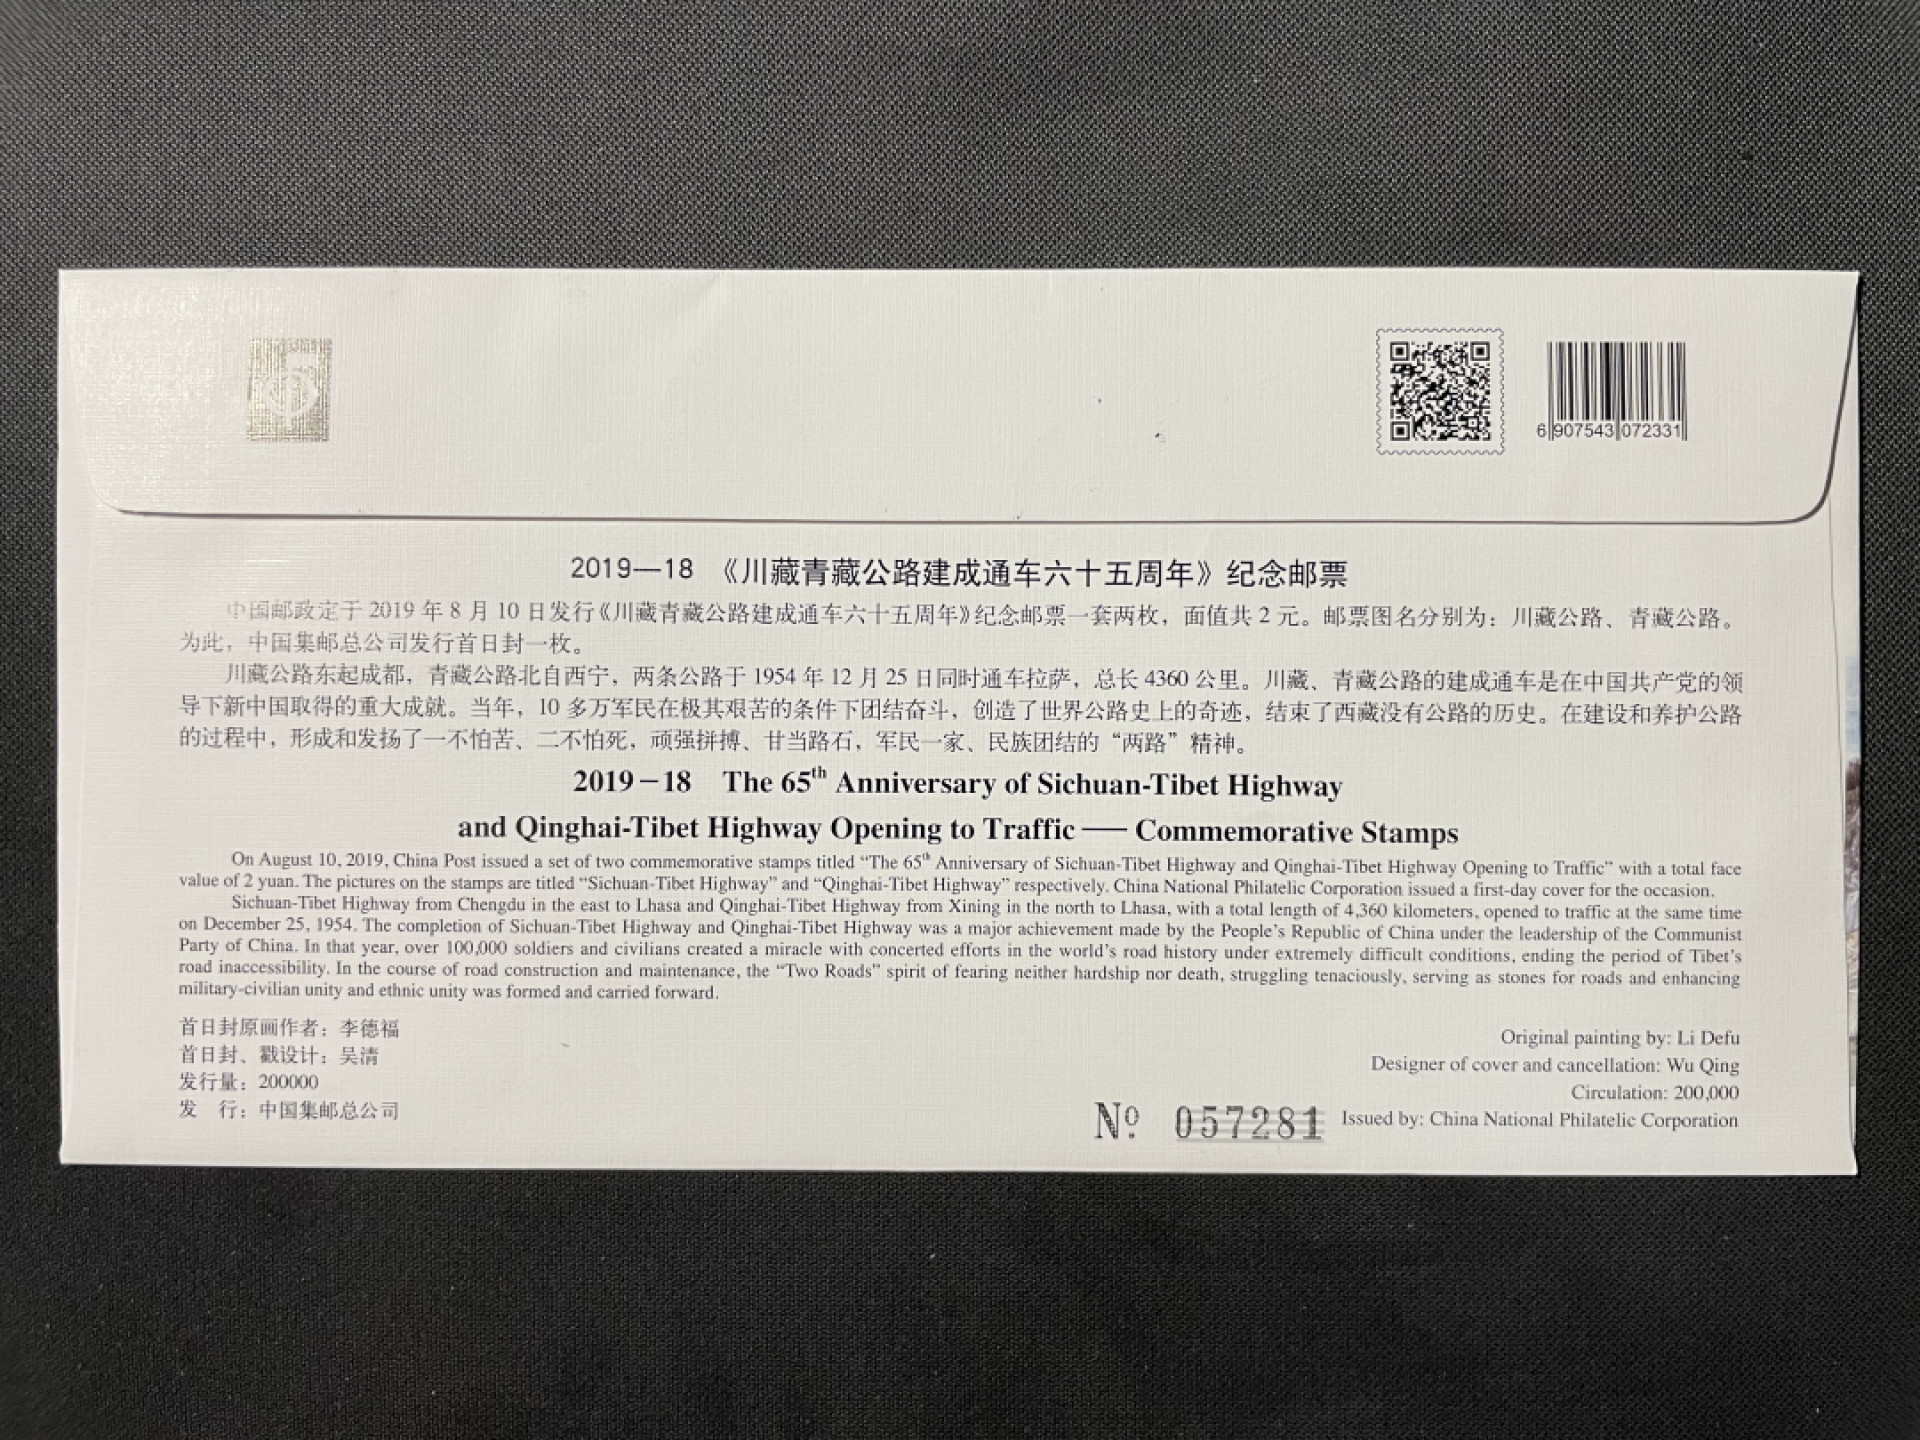 6 907543 072331
2019—18 《川藏青藏公路建成通车六十五周年》纪念邮票
中国邮政定于 2019 年 8 月 10 日发行《川藏青藏公路建成通车六十五周年》纪念邮票一套两枚，面值共 2 元。邮票图名分别为：川藏公路、青藏公路。
为此，中国集邮总公司发行首日封一枚。
川藏公路东起成都，青藏公路北自西宁，两条公路于 1954 年 12 月 25 日同时通车拉萨，总长 4360 公里。川藏、青藏公路的建成通车是在中国共产党的领
导下新中国取得的重大成就。当年，10 多万军民在极其艰苦的条件下团结奋斗，创造了世界公路史上的奇迹，结束了西藏没有公路的历史。在建设和养护公路
的过程中，形成和发扬了一不怕苦、二不怕死，顽强拼搏、甘当路石，军民一家、民族团结的“两路”精神。
2019－18 The 65th Anniversary of Sichuan-Tibet Highway
and Qinghai-Tibet Highway Opening to Traffic — Commemorative Stamps
On August 10, 2019, China Post issued a set of two commemorative stamps titled “The 65th Anniversary of Sichuan-Tibet Highway and Qinghai-Tibet Highway Opening to Traffic” with a total face
value of 2 yuan. The pictures on the stamps are titled “Sichuan-Tibet Highway” and “Qinghai-Tibet Highway” respectively. China National Philatelic Corporation issued a first-day cover for the occasion.
Sichuan-Tibet Highway from Chengdu in the east to Lhasa and Qinghai-Tibet Highway from Xining in the north to Lhasa, with a total length of 4,360 kilometers, opened to traffic at the same time
on December 25, 1954. The completion of Sichuan-Tibet Highway and Qinghai-Tibet Highway was a major achievement made by the People’s Republic of China under the leadership of the Communist
Party of China. In that year, over 100,000 soldiers and civilians created a miracle with concerted efforts in the world’s road history under extremely difficult conditions, ending the period of Tibet’s
road inaccessibility. In the course of road construction and maintenance, the “Two Roads” spirit of fearing neither hardship nor death, struggling tenaciously, serving as stones for roads and enhancing
military-civilian unity and ethnic unity was formed and carried forward.
首日封原画作者：李德福
首日封、戳设计：吴清
发行量：200000
发 行：中国集邮总公司
Original painting by: Li Defu
Designer of cover and cancellation: Wu Qing
Circulation: 200,000
Issued by: China National Philatelic Corporation
Nº 057281